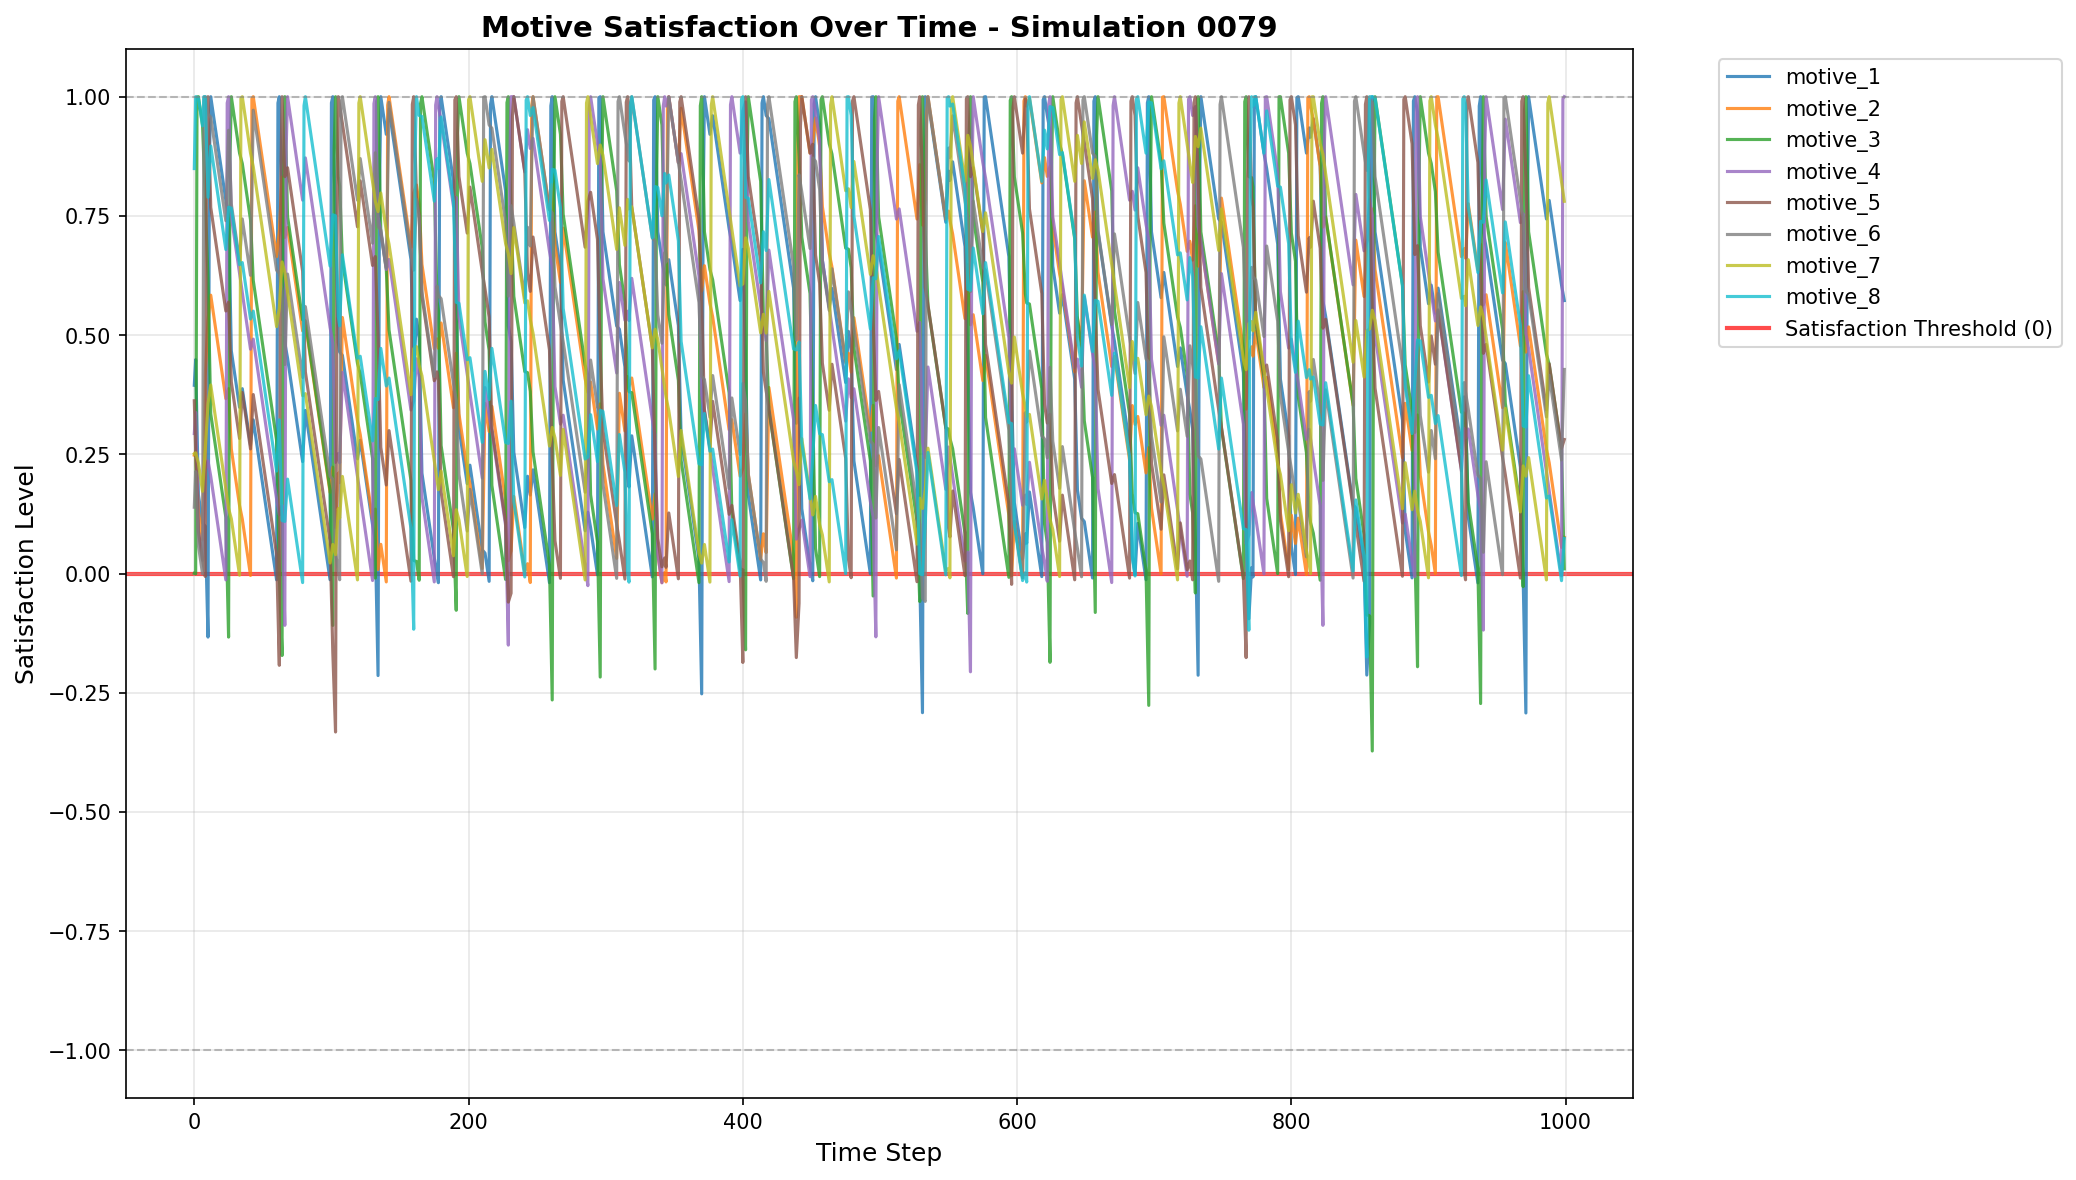 Motive Satisfaction Over Time - Simulation 0079
motive_1
motive_2
motive_3
motive_4
motive_5
motive_6
motive_7
motive_8
Satisfaction Threshold (0)
Satisfaction Level
1.00
0.75
0.50
0.25
0.00
−0.25
−0.50
−0.75
−1.00
0 200 400 600 800 1000
Time Step